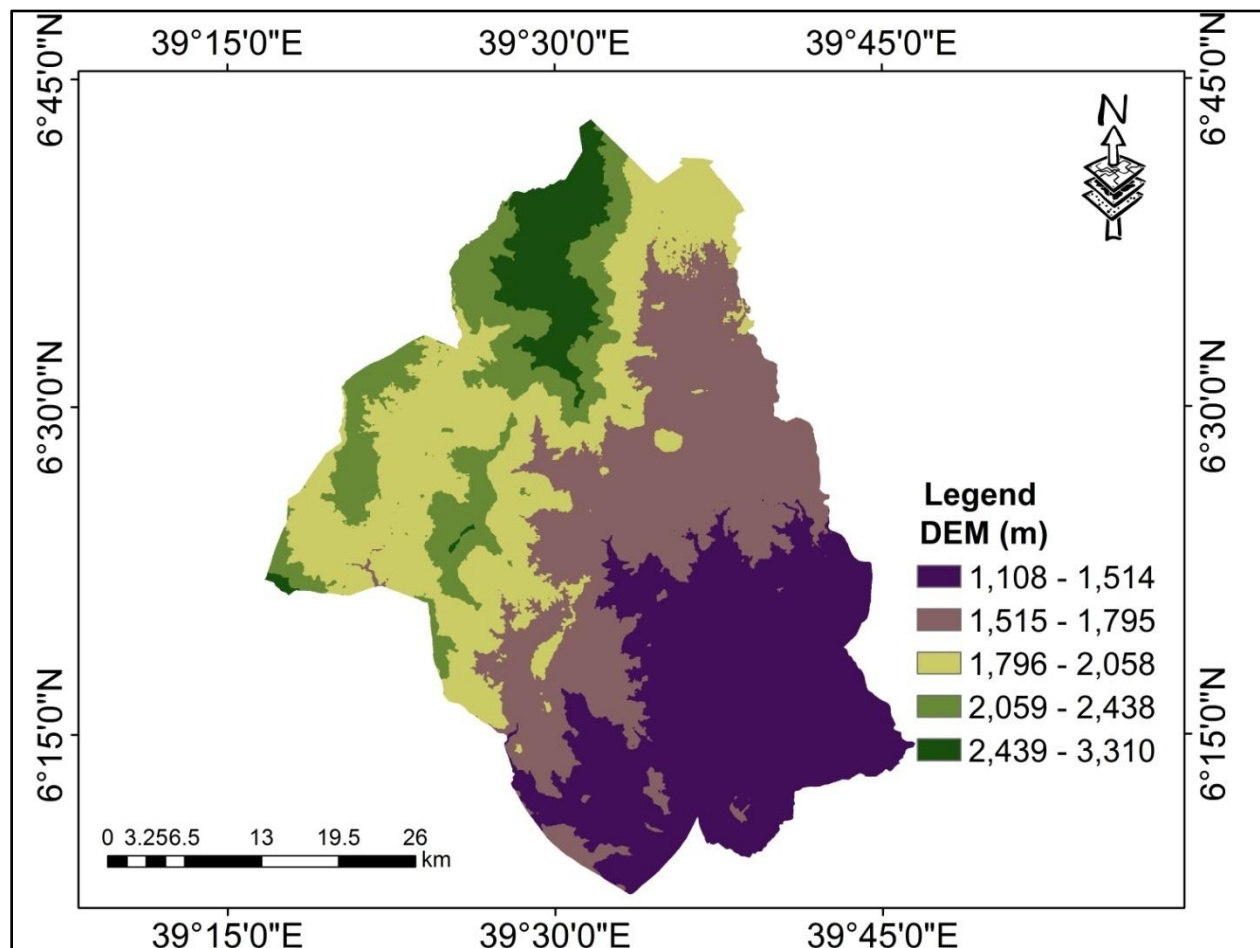 39°15'0"E 39°30'0"E 39°45'0"E
6°45'0"N 6°45'0"N
N
6°30'0"N 6°30'0"N
Legend
DEM (m)
1,108 - 1,514
1,515 - 1,795
1,796 - 2,058
2,059 - 2,438
2,439 - 3,310
6°15'0"N 6°15'0"N
0 3.256.5 13 19.5 26
km
39°15'0"E 39°30'0"E 39°45'0"E